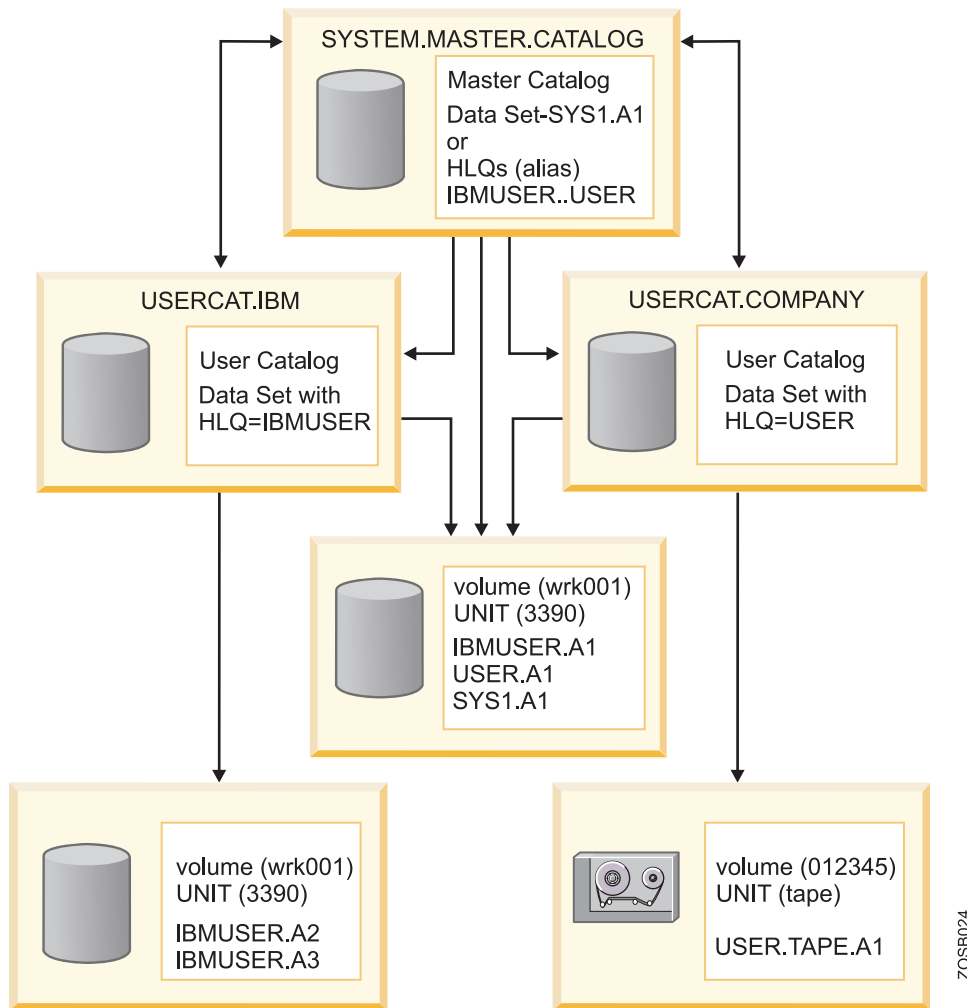 SYSTEM.MASTER.CATALOG
Master Catalog
Data Set-SYS1.A1
or
HLQs (alias)
IBMUSER..USER
USERCAT.IBM
User Catalog
Data Set with
HLQ=IBMUSER
USERCAT.COMPANY
User Catalog
Data Set with
HLQ=USER
volume (wrk001)
UNIT (3390)
IBMUSER.A1
USER.A1
SYS1.A1
volume (wrk001)
UNIT (3390)
IBMUSER.A2
IBMUSER.A3
volume (012345)
UNIT (tape)
USER.TAPE.A1
ZOSB024